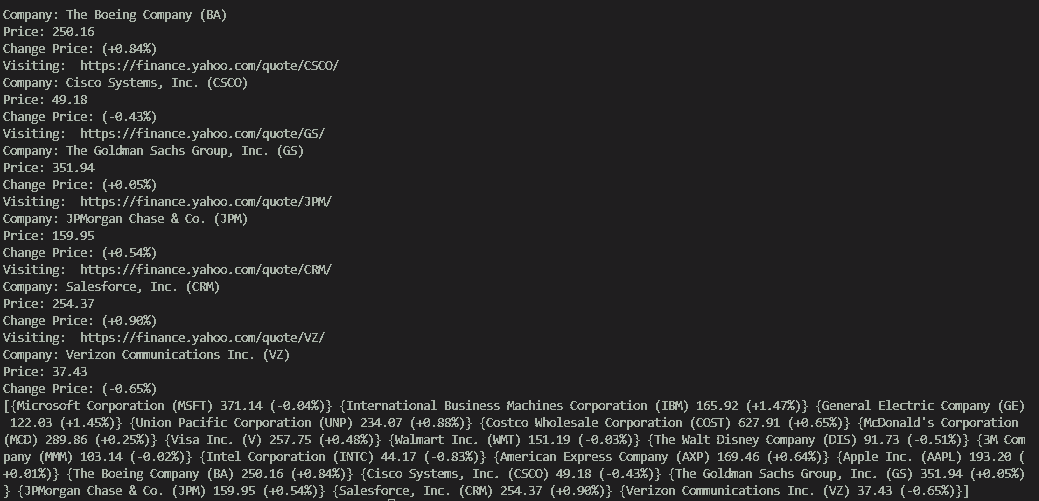 Company: The Boeing Company (BA)
Price: 250.16
Change Price: (+0.84%)
Visiting:  https://finance.yahoo.com/quote/CSCO/
Company: Cisco Systems, Inc. (CSCO)
Price: 49.18
Change Price: (-0.43%)
Visiting:  https://finance.yahoo.com/quote/GS/
Company: The Goldman Sachs Group, Inc. (GS)
Price: 351.94
Change Price: (+0.05%)
Visiting:  https://finance.yahoo.com/quote/JPM/
Company: JPMorgan Chase & Co. (JPM)
Price: 159.95
Change Price: (+0.54%)
Visiting:  https://finance.yahoo.com/quote/CRM/
Company: Salesforce, Inc. (CRM)
Price: 254.37
Change Price: (+0.90%)
Visiting:  https://finance.yahoo.com/quote/VZ/
Company: Verizon Communications Inc. (VZ)
Price: 37.43
Change Price: (-0.65%)
[{Microsoft Corporation (MSFT) 371.14 (-0.04%)} {International Business Machines Corporation (IBM) 165.92 (+1.47%)} {General Electric Company (GE)
 122.03 (+1.45%)} {Union Pacific Corporation (UNP) 234.07 (+0.88%)} {Costco Wholesale Corporation (COST) 627.91 (+0.65%)} {McDonald's Corporation
(MCD) 289.86 (+0.25%)} {Visa Inc. (V) 257.75 (+0.48%)} {Walmart Inc. (WMT) 151.19 (-0.03%)} {The Walt Disney Company (DIS) 91.73 (-0.51%)} {3M Com
pany (MMM) 103.14 (-0.02%)} {Intel Corporation (INTC) 44.17 (-0.83%)} {American Express Company (AXP) 169.46 (+0.64%)} {Apple Inc. (AAPL) 193.20 (
+0.01%)} {The Boeing Company (BA) 250.16 (+0.84%)} {Cisco Systems, Inc. (CSCO) 49.18 (-0.43%)} {The Goldman Sachs Group, Inc. (GS) 351.94 (+0.05%)
} {JPMorgan Chase & Co. (JPM) 159.95 (+0.54%)} {Salesforce, Inc. (CRM) 254.37 (+0.90%)} {Verizon Communications Inc. (VZ) 37.43 (-0.65%)}]